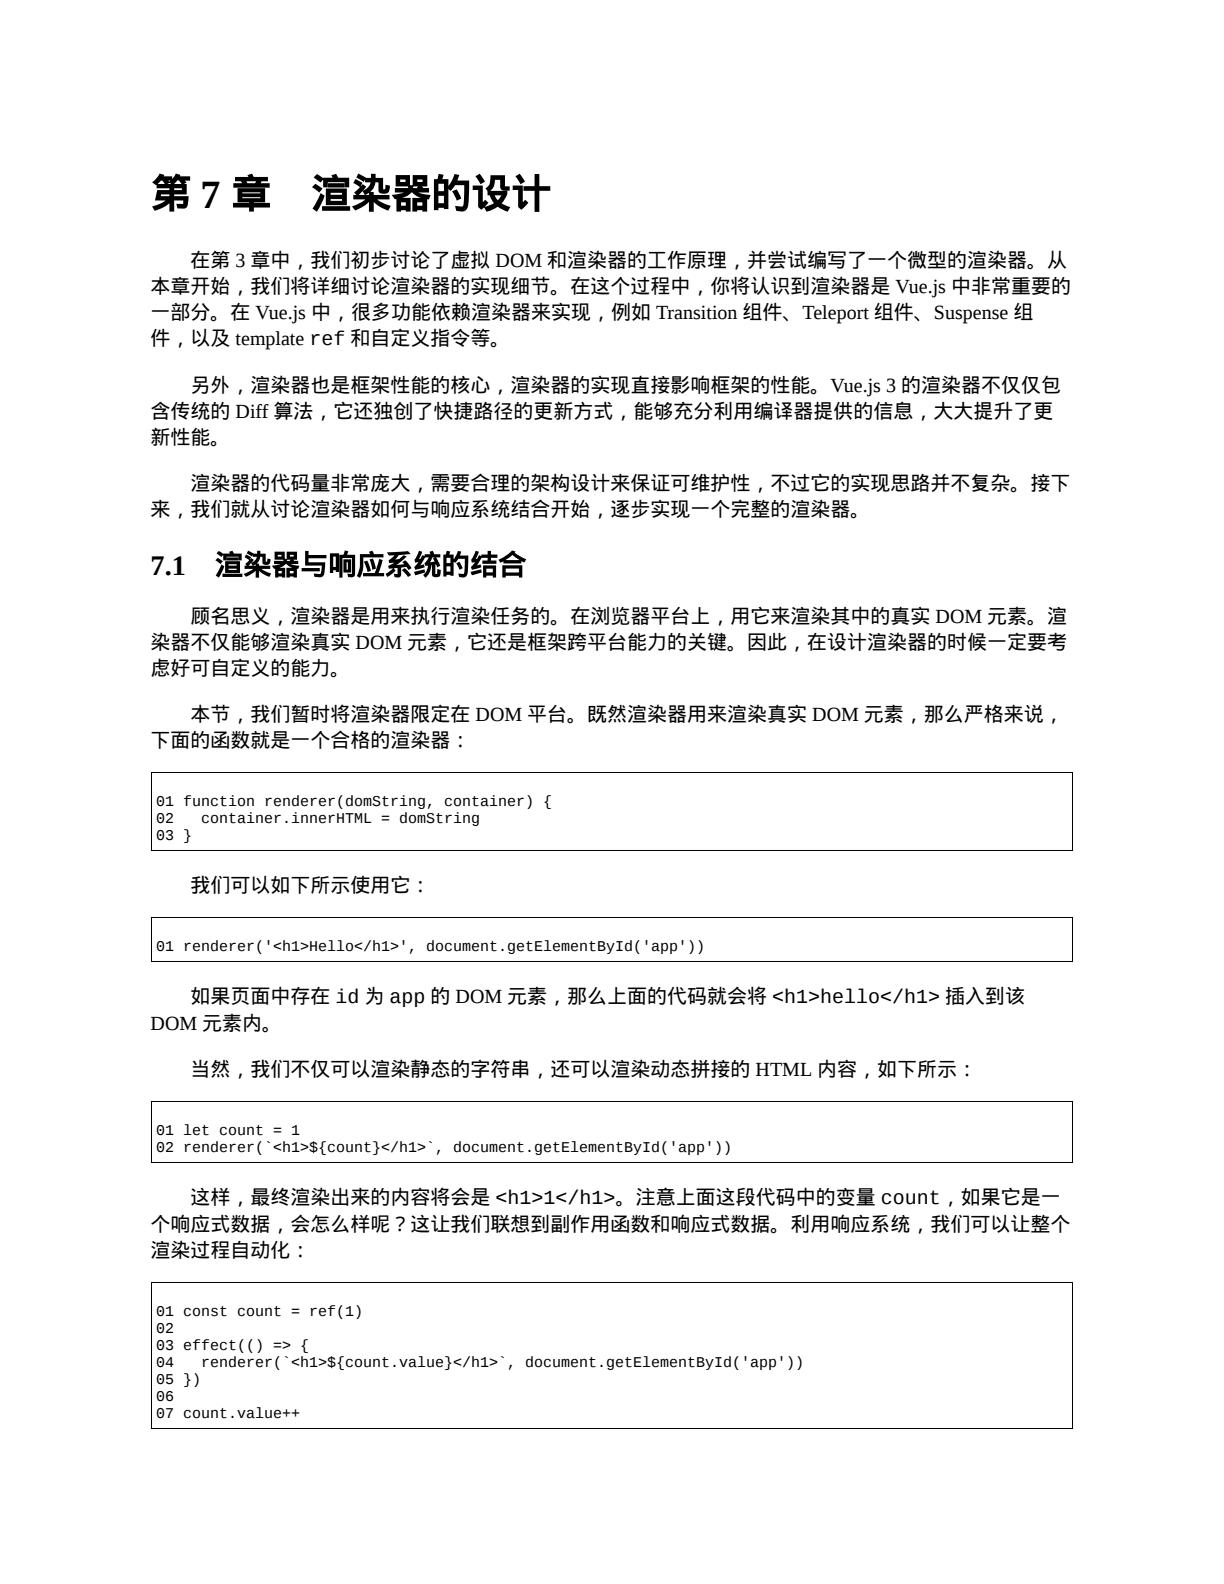 第 7 章　渲染器的设计
在第 3 章中，我们初步讨论了虚拟 DOM 和渲染器的工作原理，并尝试编写了一个微型的渲染器。从
本章开始，我们将详细讨论渲染器的实现细节。在这个过程中，你将认识到渲染器是 Vue.js 中非常重要的
一部分。在 Vue.js 中，很多功能依赖渲染器来实现，例如 Transition 组件、Teleport 组件、Suspense 组
件，以及 template ref 和自定义指令等。
另外，渲染器也是框架性能的核心，渲染器的实现直接影响框架的性能。Vue.js 3 的渲染器不仅仅包
含传统的 Diff 算法，它还独创了快捷路径的更新方式，能够充分利用编译器提供的信息，大大提升了更
新性能。
渲染器的代码量非常庞大，需要合理的架构设计来保证可维护性，不过它的实现思路并不复杂。接下
来，我们就从讨论渲染器如何与响应系统结合开始，逐步实现一个完整的渲染器。
7.1　渲染器与响应系统的结合
顾名思义，渲染器是用来执行渲染任务的。在浏览器平台上，用它来渲染其中的真实 DOM 元素。渲
染器不仅能够渲染真实 DOM 元素，它还是框架跨平台能力的关键。因此，在设计渲染器的时候一定要考
虑好可自定义的能力。
本节，我们暂时将渲染器限定在 DOM 平台。既然渲染器用来渲染真实 DOM 元素，那么严格来说，
下面的函数就是一个合格的渲染器：
01 function renderer(domString, container) {
02   container.innerHTML = domString
03 }
我们可以如下所示使用它：
01 renderer('<h1>Hello</h1>', document.getElementById('app'))
如果页面中存在 id 为 app 的 DOM 元素，那么上面的代码就会将 <h1>hello</h1> 插入到该
DOM 元素内。
当然，我们不仅可以渲染静态的字符串，还可以渲染动态拼接的 HTML 内容，如下所示：
01 let count = 1
02 renderer(`<h1>${count}</h1>`, document.getElementById('app'))
这样，最终渲染出来的内容将会是 <h1>1</h1>。注意上面这段代码中的变量 count，如果它是一
个响应式数据，会怎么样呢？这让我们联想到副作用函数和响应式数据。利用响应系统，我们可以让整个
渲染过程自动化：
01 const count = ref(1)
02
03 effect(() => {
04   renderer(`<h1>${count.value}</h1>`, document.getElementById('app'))
05 })
06
07 count.value++